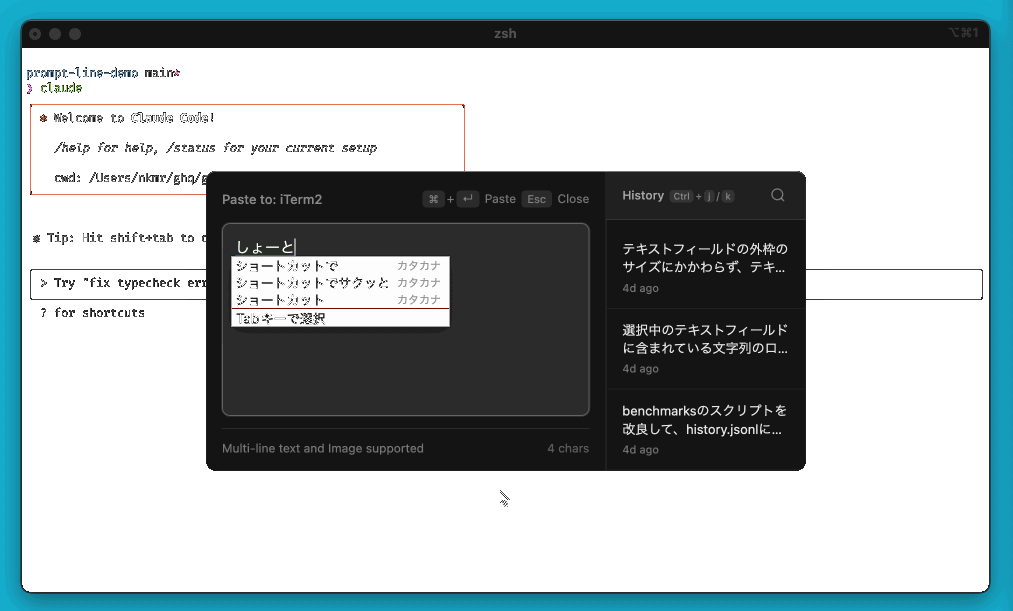 zsh
⌥⌘1
prompt-line-demo main*
❯ claude
* Welcome to Claude Code!
/help for help, /status for your current setup
cwd: /Users/nkmr/ghq/g
* Tip: Hit shift+tab to c
> Try "fix typecheck err
? for shortcuts
Paste to: iTerm2
⌘ + ↵ Paste Esc Close
しょーと
ショートカットで カタカナ
ショートカットでサクッと カタカナ
ショートカット カタカナ
Tabキーで選択
Multi-line text and Image supported
4 chars
History Ctrl + j / k
テキストフィールドの外枠の
サイズにかかわらず、テキ...
4d ago
選択中のテキストフィールド
に含まれている文字列のロ...
4d ago
benchmarksのスクリプトを
改良して、history.jsonlに...
4d ago